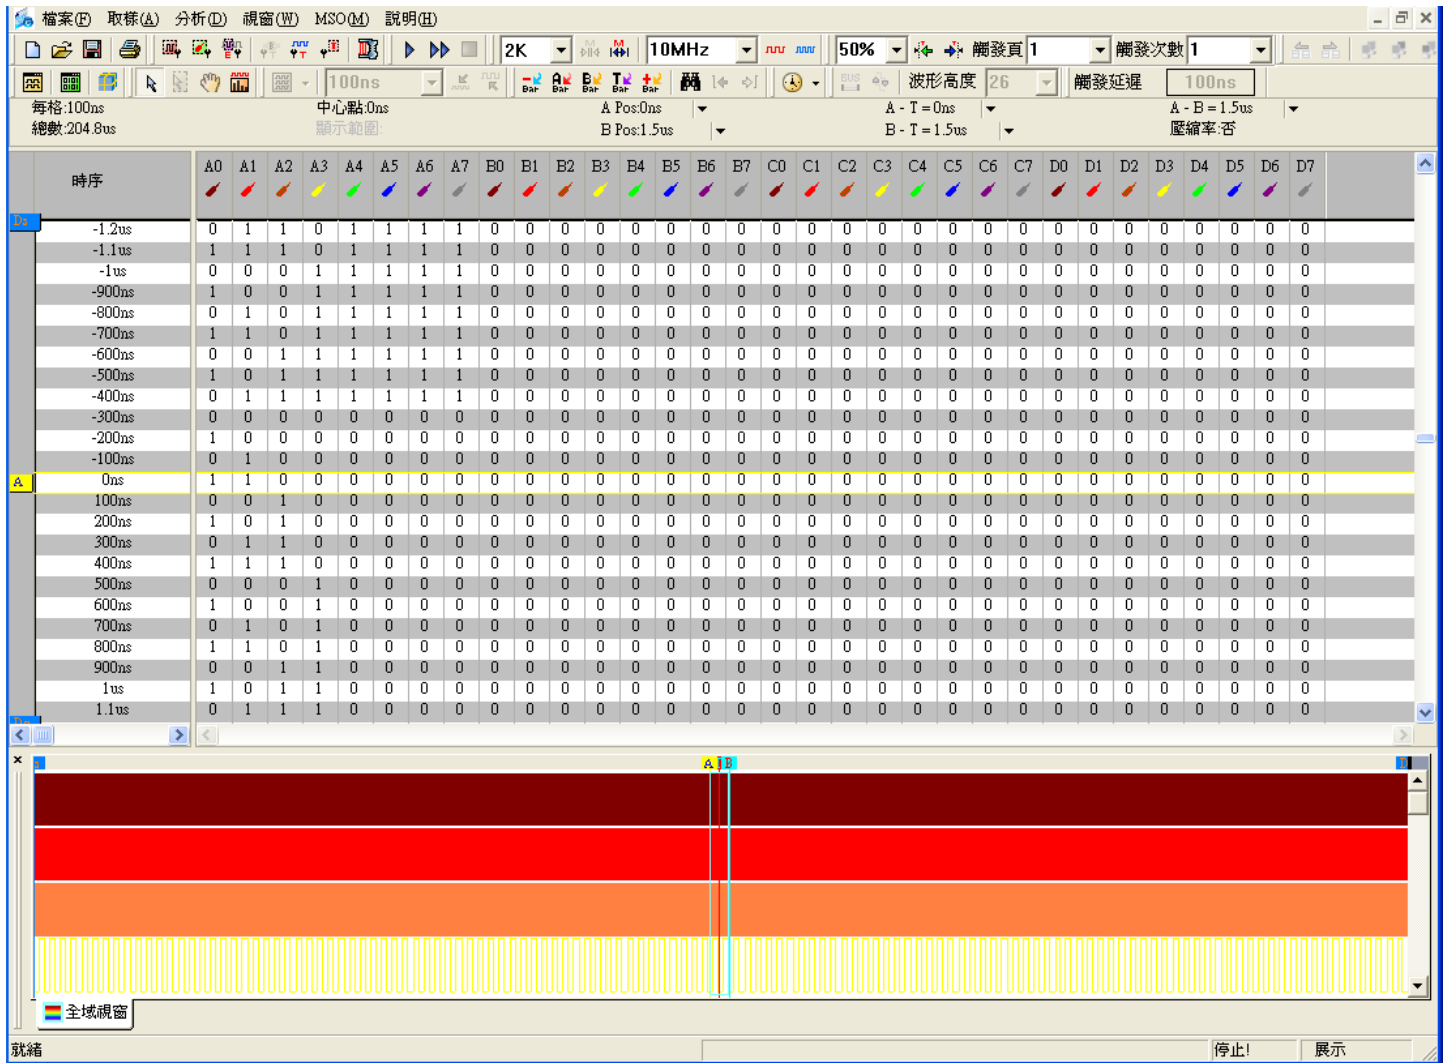 檔案(F) 取樣(A) 分析(D) 視窗(W) MSO(M) 說明(H)
2K 10MHz 50% 觸發頁 1 觸發次數 1
100ns Bar Bar Bar Bar Bar BUS 波形高度 26 觸發延遲 100ns
每格:100ns 中心點:0ns A Pos:0ns A - T = 0ns A - B = 1.5us
總數:204.8us 顯示範圍: B Pos:1.5us B - T = 1.5us 壓縮率:否
時序 A0 A1 A2 A3 A4 A5 A6 A7 B0 B1 B2 B3 B4 B5 B6 B7 C0 C1 C2 C3 C4 C5 C6 C7 D0 D1 D2 D3 D4 D5 D6 D7
-1.2us 0 1 1 0 1 1 1 1 0 0 0 0 0 0 0 0 0 0 0 0 0 0 0 0 0 0 0 0 0 0 0 0
-1.1us 1 1 1 0 1 1 1 1 0 0 0 0 0 0 0 0 0 0 0 0 0 0 0 0 0 0 0 0 0 0 0 0
-1us 0 0 0 1 1 1 1 1 0 0 0 0 0 0 0 0 0 0 0 0 0 0 0 0 0 0 0 0 0 0 0 0
-900ns 1 0 0 1 1 1 1 1 0 0 0 0 0 0 0 0 0 0 0 0 0 0 0 0 0 0 0 0 0 0 0 0
-800ns 0 1 0 1 1 1 1 1 0 0 0 0 0 0 0 0 0 0 0 0 0 0 0 0 0 0 0 0 0 0 0 0
-700ns 1 1 0 1 1 1 1 1 0 0 0 0 0 0 0 0 0 0 0 0 0 0 0 0 0 0 0 0 0 0 0 0
-600ns 0 0 1 1 1 1 1 1 0 0 0 0 0 0 0 0 0 0 0 0 0 0 0 0 0 0 0 0 0 0 0 0
-500ns 1 0 1 1 1 1 1 1 0 0 0 0 0 0 0 0 0 0 0 0 0 0 0 0 0 0 0 0 0 0 0 0
-400ns 0 1 1 1 1 1 1 1 0 0 0 0 0 0 0 0 0 0 0 0 0 0 0 0 0 0 0 0 0 0 0 0
-300ns 0 0 0 0 0 0 0 0 0 0 0 0 0 0 0 0 0 0 0 0 0 0 0 0 0 0 0 0 0 0 0 0
-200ns 1 0 0 0 0 0 0 0 0 0 0 0 0 0 0 0 0 0 0 0 0 0 0 0 0 0 0 0 0 0 0 0
-100ns 0 1 0 0 0 0 0 0 0 0 0 0 0 0 0 0 0 0 0 0 0 0 0 0 0 0 0 0 0 0 0 0
A 0ns 1 1 0 0 0 0 0 0 0 0 0 0 0 0 0 0 0 0 0 0 0 0 0 0 0 0 0 0 0 0 0 0
100ns 0 0 1 0 0 0 0 0 0 0 0 0 0 0 0 0 0 0 0 0 0 0 0 0 0 0 0 0 0 0 0 0
200ns 1 0 1 0 0 0 0 0 0 0 0 0 0 0 0 0 0 0 0 0 0 0 0 0 0 0 0 0 0 0 0 0
300ns 0 1 1 0 0 0 0 0 0 0 0 0 0 0 0 0 0 0 0 0 0 0 0 0 0 0 0 0 0 0 0 0
400ns 1 1 1 0 0 0 0 0 0 0 0 0 0 0 0 0 0 0 0 0 0 0 0 0 0 0 0 0 0 0 0 0
500ns 0 0 0 1 0 0 0 0 0 0 0 0 0 0 0 0 0 0 0 0 0 0 0 0 0 0 0 0 0 0 0 0
600ns 1 0 0 1 0 0 0 0 0 0 0 0 0 0 0 0 0 0 0 0 0 0 0 0 0 0 0 0 0 0 0 0
700ns 0 1 0 1 0 0 0 0 0 0 0 0 0 0 0 0 0 0 0 0 0 0 0 0 0 0 0 0 0 0 0 0
800ns 1 1 0 1 0 0 0 0 0 0 0 0 0 0 0 0 0 0 0 0 0 0 0 0 0 0 0 0 0 0 0 0
900ns 0 0 1 1 0 0 0 0 0 0 0 0 0 0 0 0 0 0 0 0 0 0 0 0 0 0 0 0 0 0 0 0
1us 1 0 1 1 0 0 0 0 0 0 0 0 0 0 0 0 0 0 0 0 0 0 0 0 0 0 0 0 0 0 0 0
1.1us 0 1 1 1 0 0 0 0 0 0 0 0 0 0 0 0 0 0 0 0 0 0 0 0 0 0 0 0 0 0 0 0
A B
全域視窗
就緒 停止! 展示